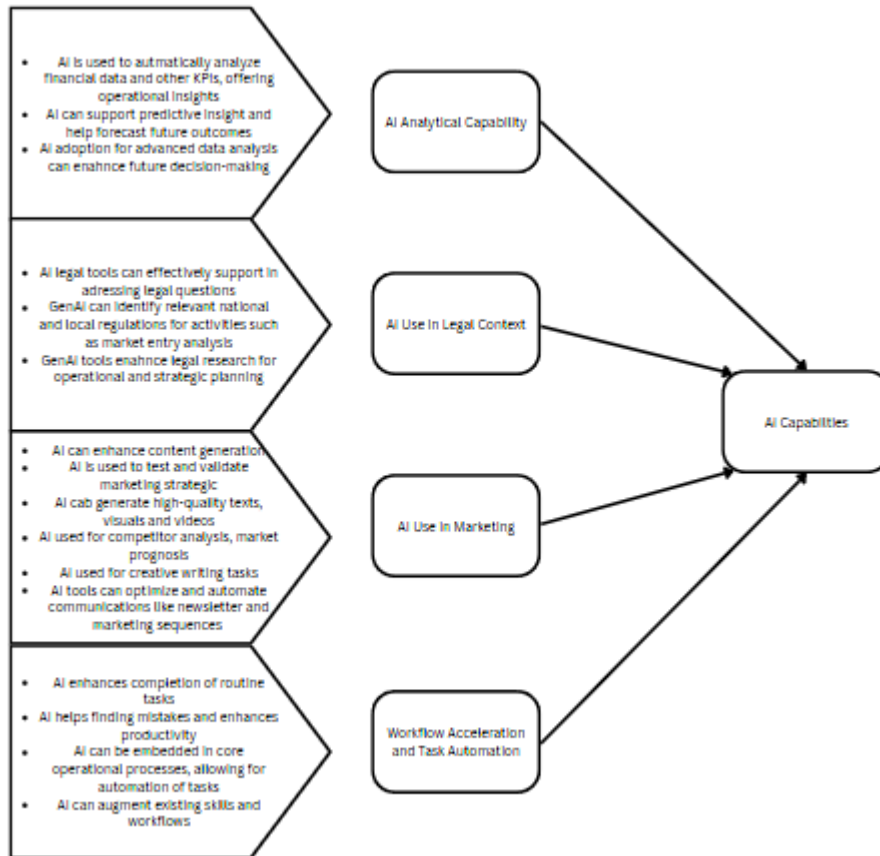 • AI is used to autmatically analyze
financial data and other KPIs, offering
operational insights
• AI can support predictive insight and
help forecast future outcomes
• AI adoption for advanced data analysis
can enahnce future decision-making
AI Analytical Capability
• AI legal tools can effectively support in
adressing legal questions
• GenAI can identify relevant national
and local regulations for activities such
as market entry analysis
• GenAI tools enahnce legal research for
operational and strategic planning
AI Use in Legal Context
AI Capabilities
• AI can enhance content generation
• AI is used to test and validate
marketing strategic
• AI cab generate high-quality texts,
visuals and videos
• AI used for competitor analysis, market
prognosis
• AI used for creative writing tasks
• AI tools can optimize and automate
communications like newsletter and
marketing sequences
AI Use in Marketing
• AI enhances completion of routine
tasks
• AI helps finding mistakes and enhances
productivity
• AI can be embedded in core
operational processes, allowing for
automation of tasks
• AI can augment existing skills and
workflows
Workflow Acceleration
and Task Automation